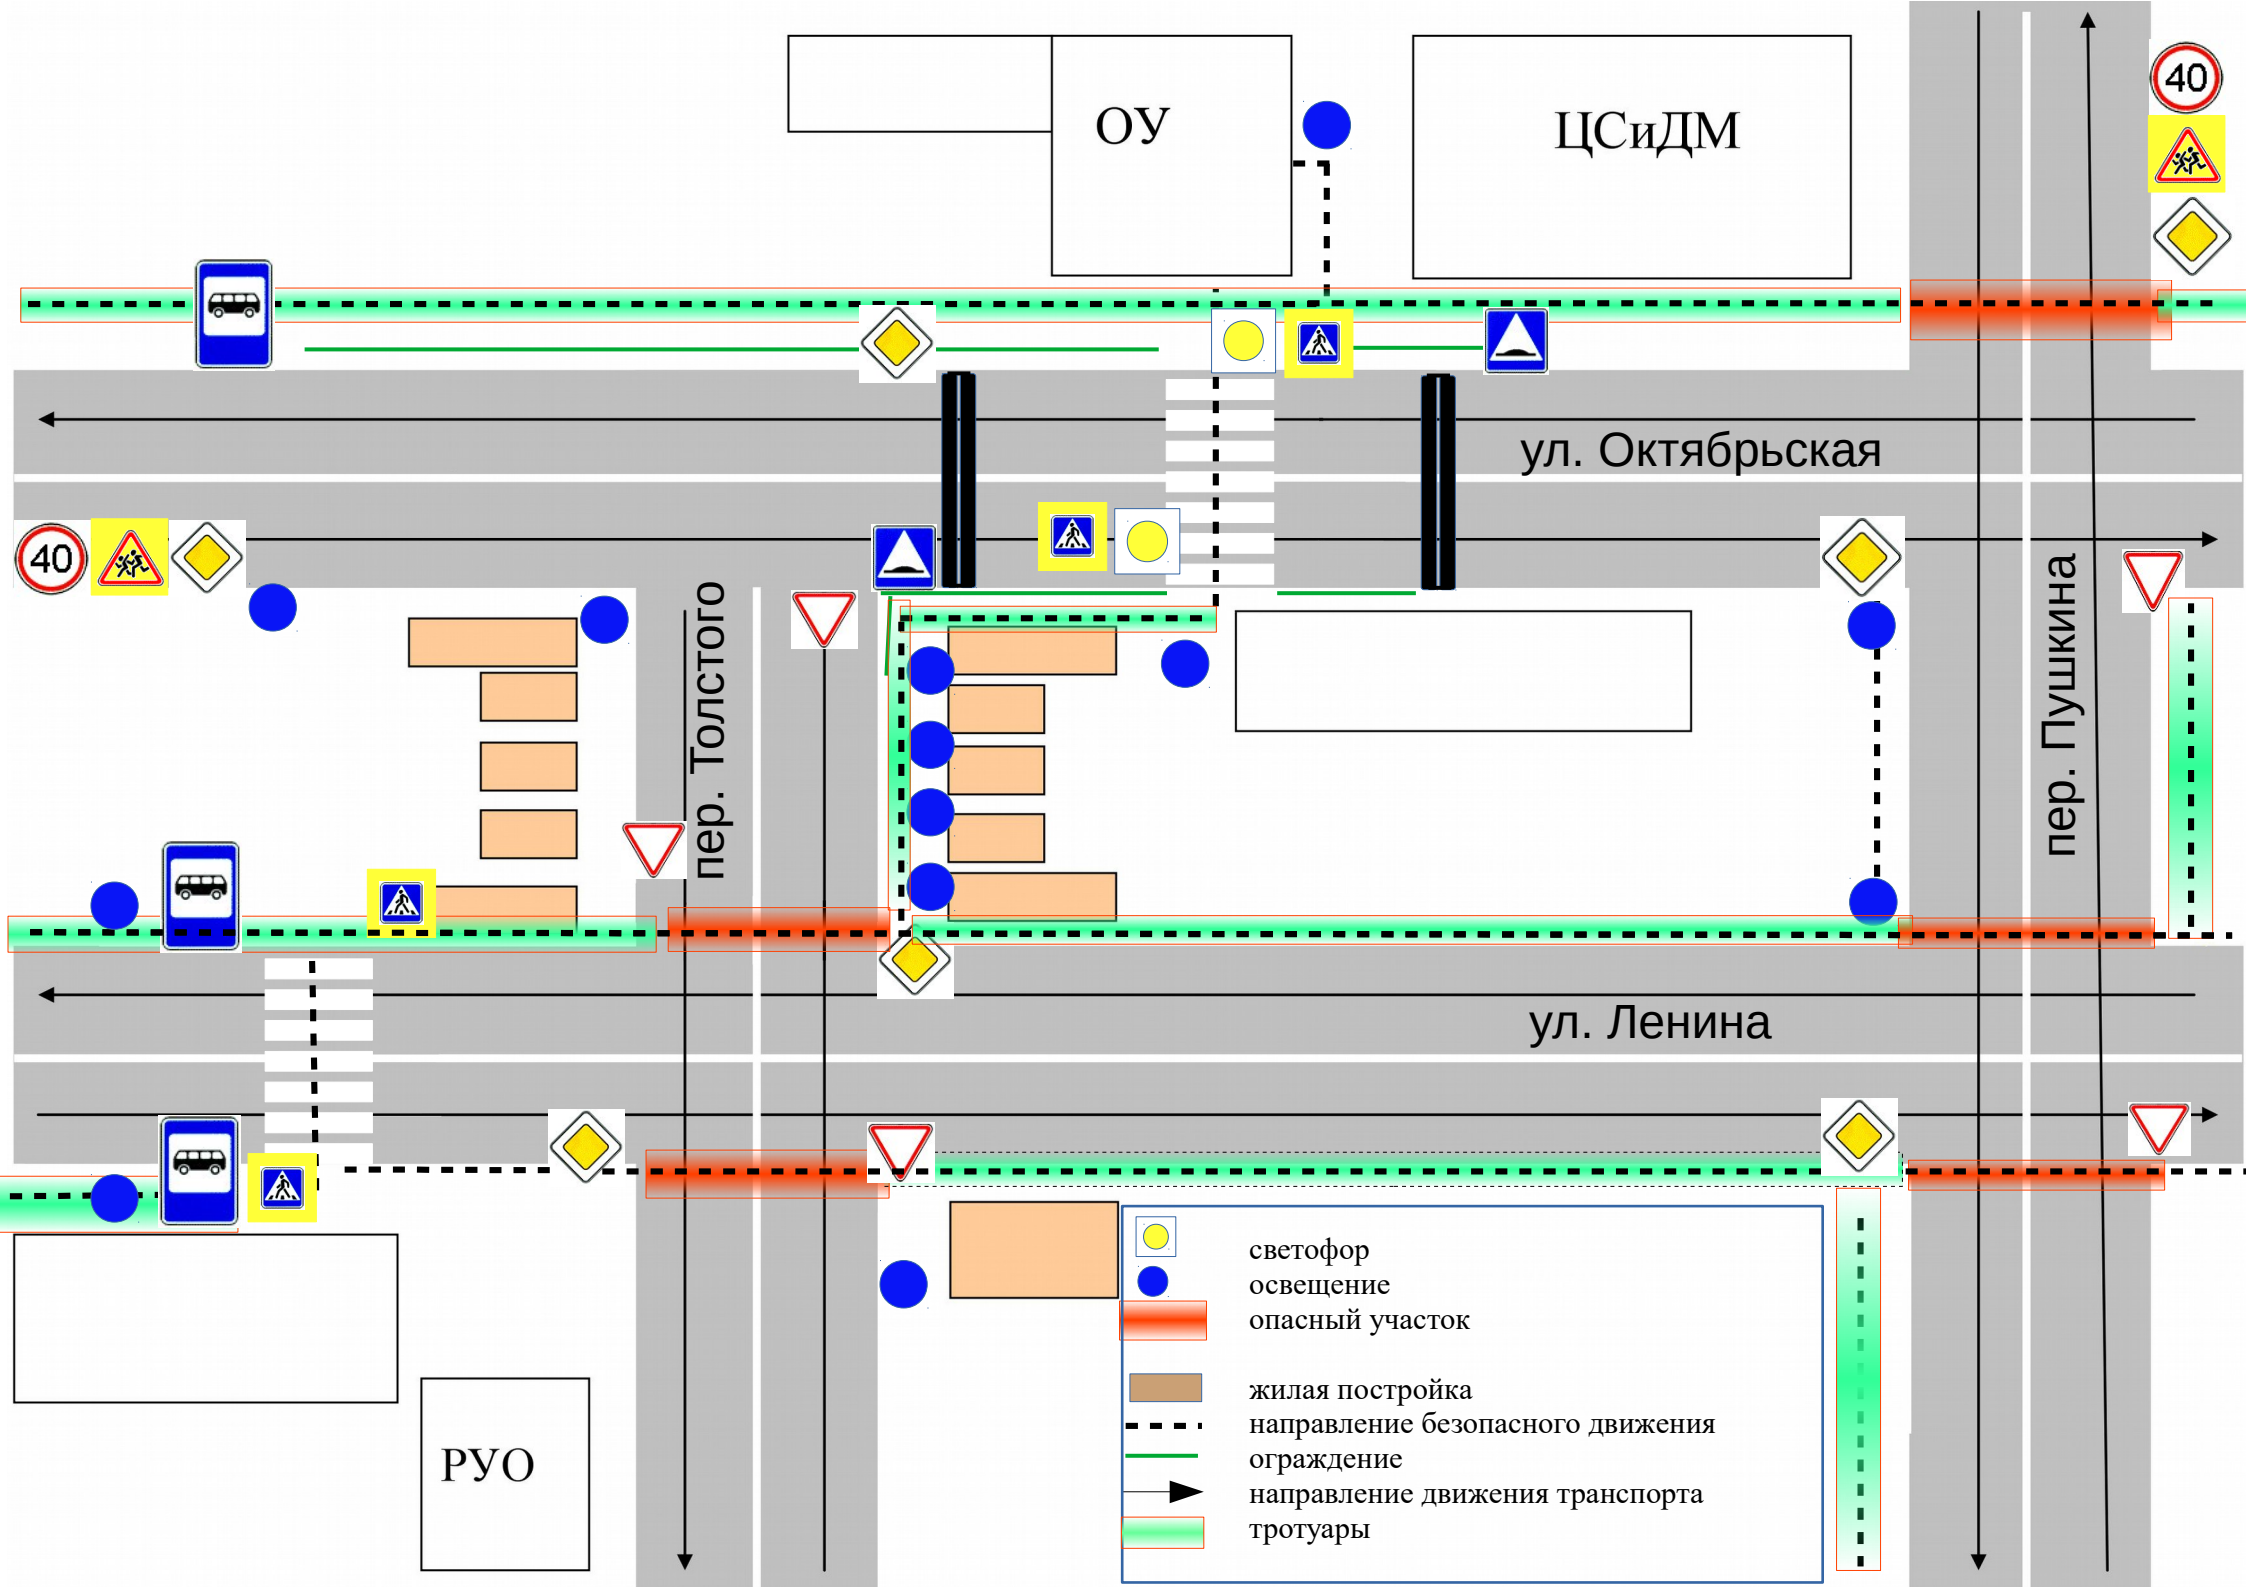 ОУ
ЦСиДМ
40
ул. Октябрьская
40
пер. Толстого
пер. Пушкина
ул. Ленина
РУО
светофор
освещение
опасный участок
жилая постройка
направление безопасного движения
ограждение
направление движения транспорта
тротуары